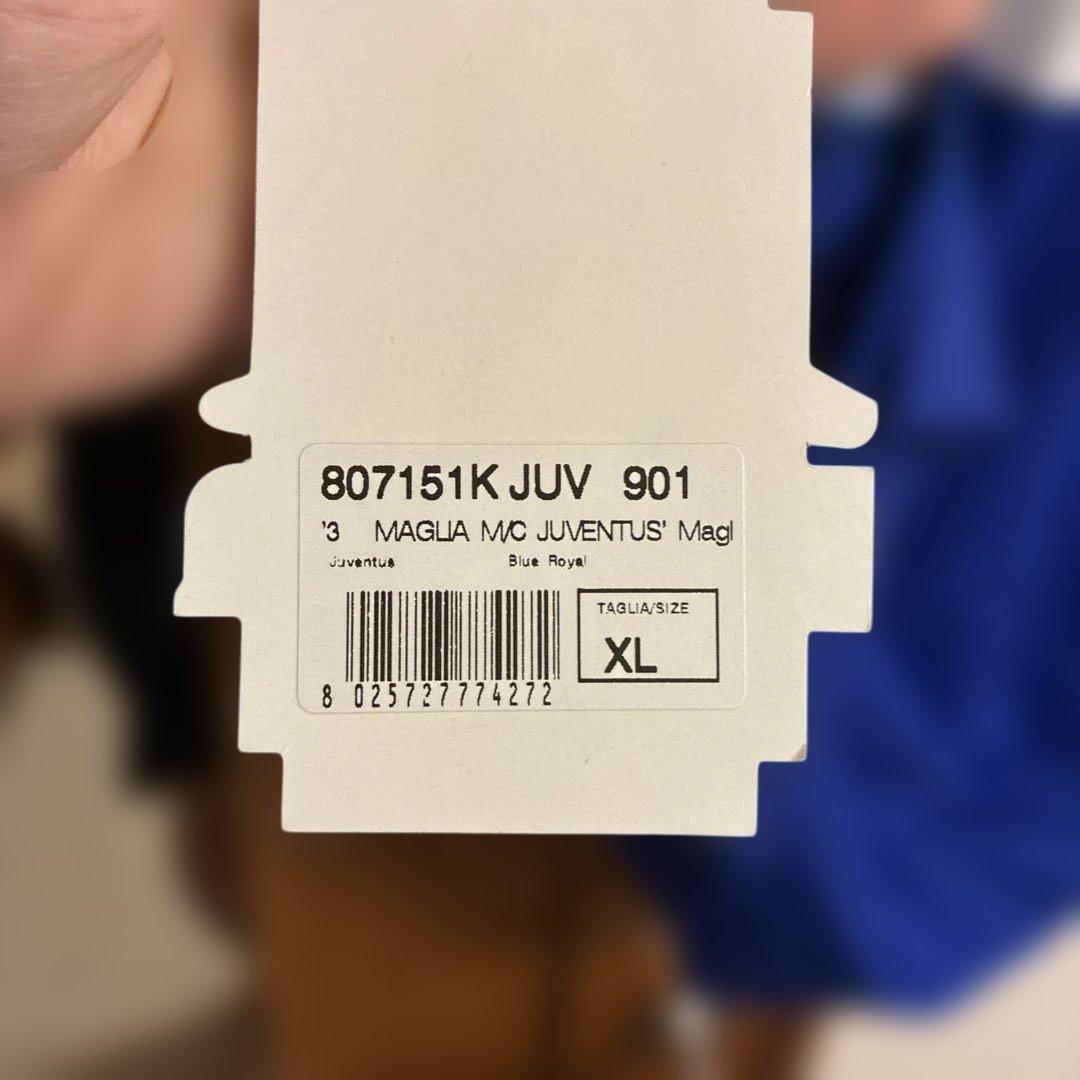 807151K JUV 901
'3 MAGLIA M/C JUVENTUS' Magl
Juventus Blue Royal
TAGLIA/SIZE
XL
8 025727774272